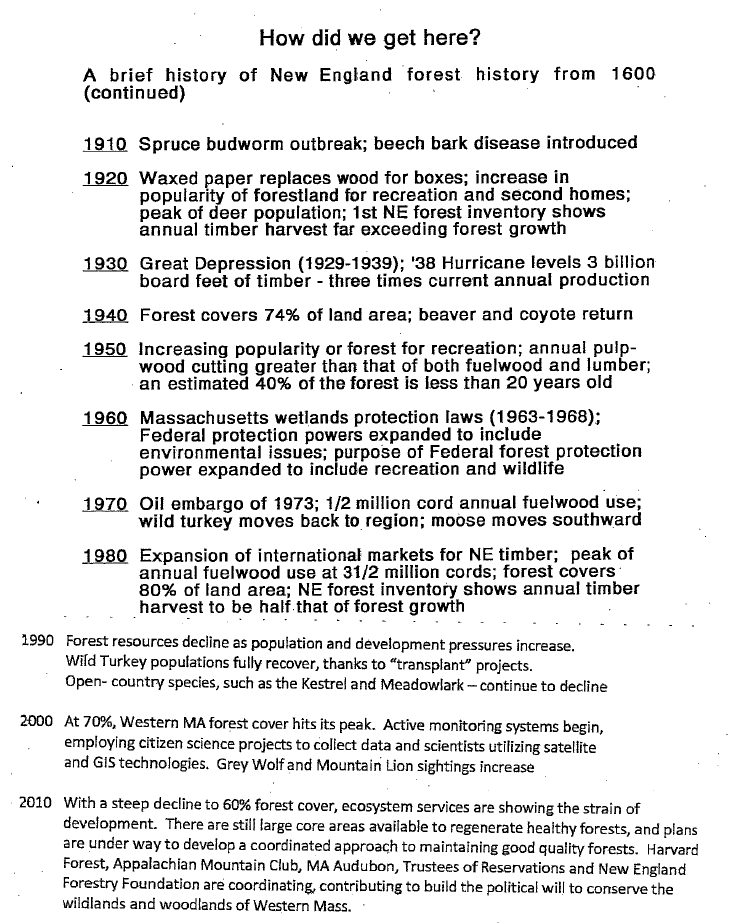 How did we get here?
A brief history of New England forest history from 1600
(continued)
1910 Spruce budworm outbreak; beech bark disease introduced
1920 Waxed paper replaces wood for boxes; increase in
popularity of forestland for recreation and second homes;
peak of deer population; 1st NE forest inventory shows
annual timber harvest far exceeding forest growth
1930 Great Depression (1929-1939); '38 Hurricane levels 3 billion
board feet of timber - three times current annual production
1940 Forest covers 74% of land area; beaver and coyote return
1950 Increasing popularity or forest for recreation; annual pulp-
wood cutting greater than that of both fuelwood and lumber;
an estimated 40% of the forest is less than 20 years old
1960 Massachusetts wetlands protection laws (1963-1968);
Federal protection powers expanded to include
environmental issues; purpose of Federal forest protection
power expanded to include recreation and wildlife
1970 Oil embargo of 1973; 1/2 million cord annual fuelwood use;
wild turkey moves back to region; moose moves southward
1980 Expansion of international markets for NE timber; peak of
annual fuelwood use at 31/2 million cords; forest covers
80% of land area; NE forest inventory shows annual timber
harvest to be half that of forest growth
1990 Forest resources decline as population and development pressures increase.
Wild Turkey populations fully recover, thanks to "transplant" projects.
Open- country species, such as the Kestrel and Meadowlark – continue to decline
2000 At 70%, Western MA forest cover hits its peak. Active monitoring systems begin,
employing citizen science projects to collect data and scientists utilizing satellite
and GIS technologies. Grey Wolf and Mountain Lion sightings increase
2010 With a steep decline to 60% forest cover, ecosystem services are showing the strain of
development. There are still large core areas available to regenerate healthy forests, and plans
are under way to develop a coordinated approach to maintaining good quality forests. Harvard
Forest, Appalachian Mountain Club, MA Audubon, Trustees of Reservations and New England
Forestry Foundation are coordinating, contributing to build the political will to conserve the
wildlands and woodlands of Western Mass.